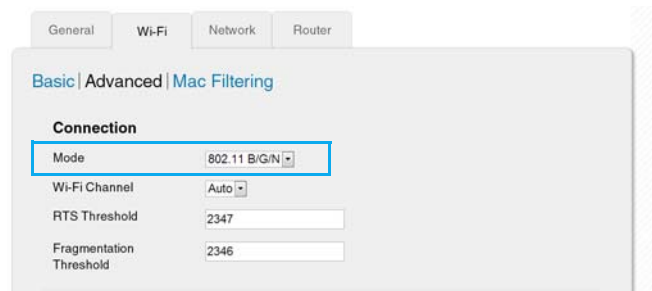 General Wi-Fi Network Router
Basic | Advanced | Mac Filtering
Connection
Mode 802.11 B/G/N
Wi-Fi Channel Auto
RTS Threshold 2347
Fragmentation Threshold 2346